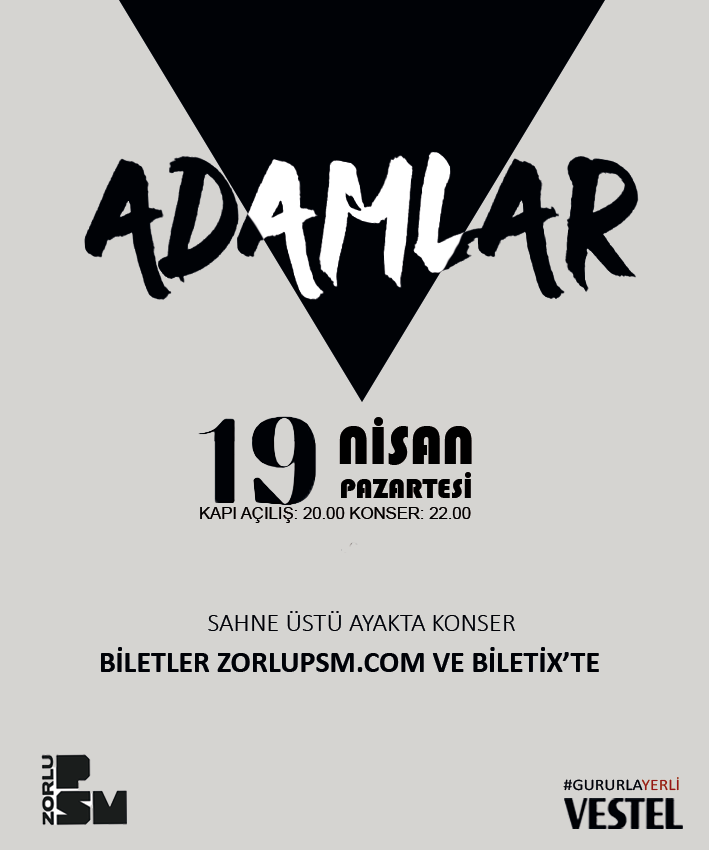 ADAMLAR
19 NİSAN
PAZARTESİ
KAPI AÇILIŞ: 20.00 KONSER: 22.00
SAHNE ÜSTÜ AYAKTA KONSER
BİLETLER ZORLUPSM.COM VE BİLETİX’TE
ZORLU PSM
#GURURLAYERLİ
VESTEL